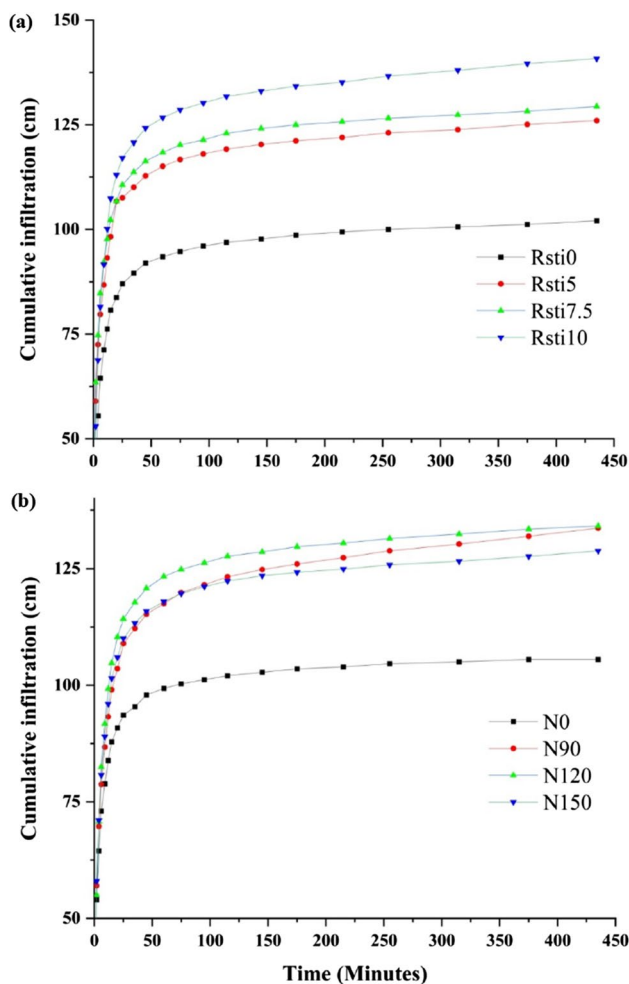 (a)
150
125
100
75
50
Cumulative infiltration (cm)
Rsti0
Rsti5
Rsti7.5
Rsti10
0 50 100 150 200 250 300 350 400 450
(b)
125
100
75
50
Cumulative infiltration (cm)
N0
N90
N120
N150
0 50 100 150 200 250 300 350 400 450
Time (Minutes)